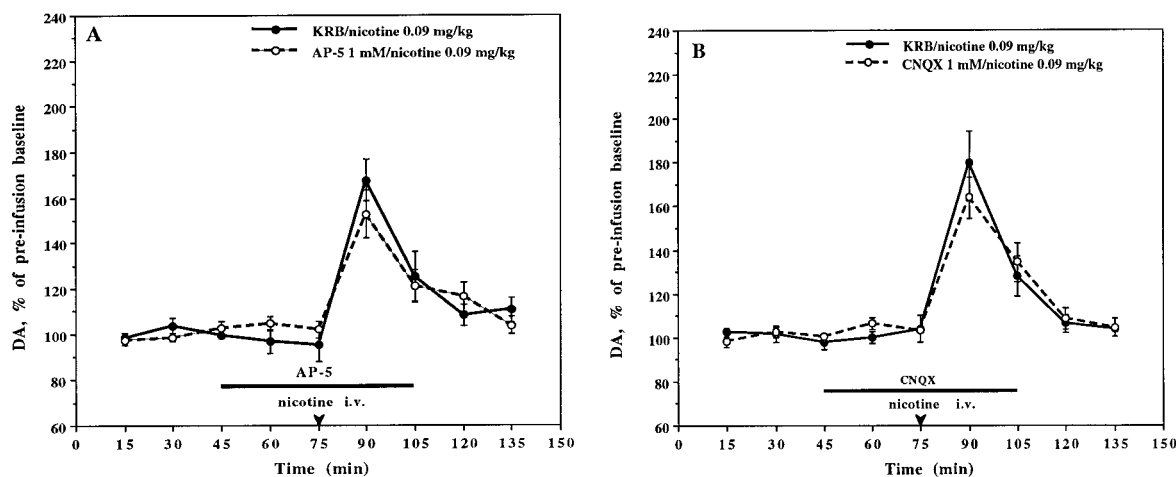 A
KRB/nicotine 0.09 mg/kg
AP-5 1 mM/nicotine 0.09 mg/kg
DA, % of pre-infusion baseline
240
220
200
180
160
140
120
100
80
60
AP-5
nicotine i.v.
0 15 30 45 60 75 90 105 120 135 150
Time (min)
B
KRB/nicotine 0.09 mg/kg
CNQX 1 mM/nicotine 0.09 mg/kg
DA, % of pre-infusion baseline
240
220
200
180
160
140
120
100
80
60
CNQX
nicotine i.v.
0 15 30 45 60 75 90 105 120 135 150
Time (min)